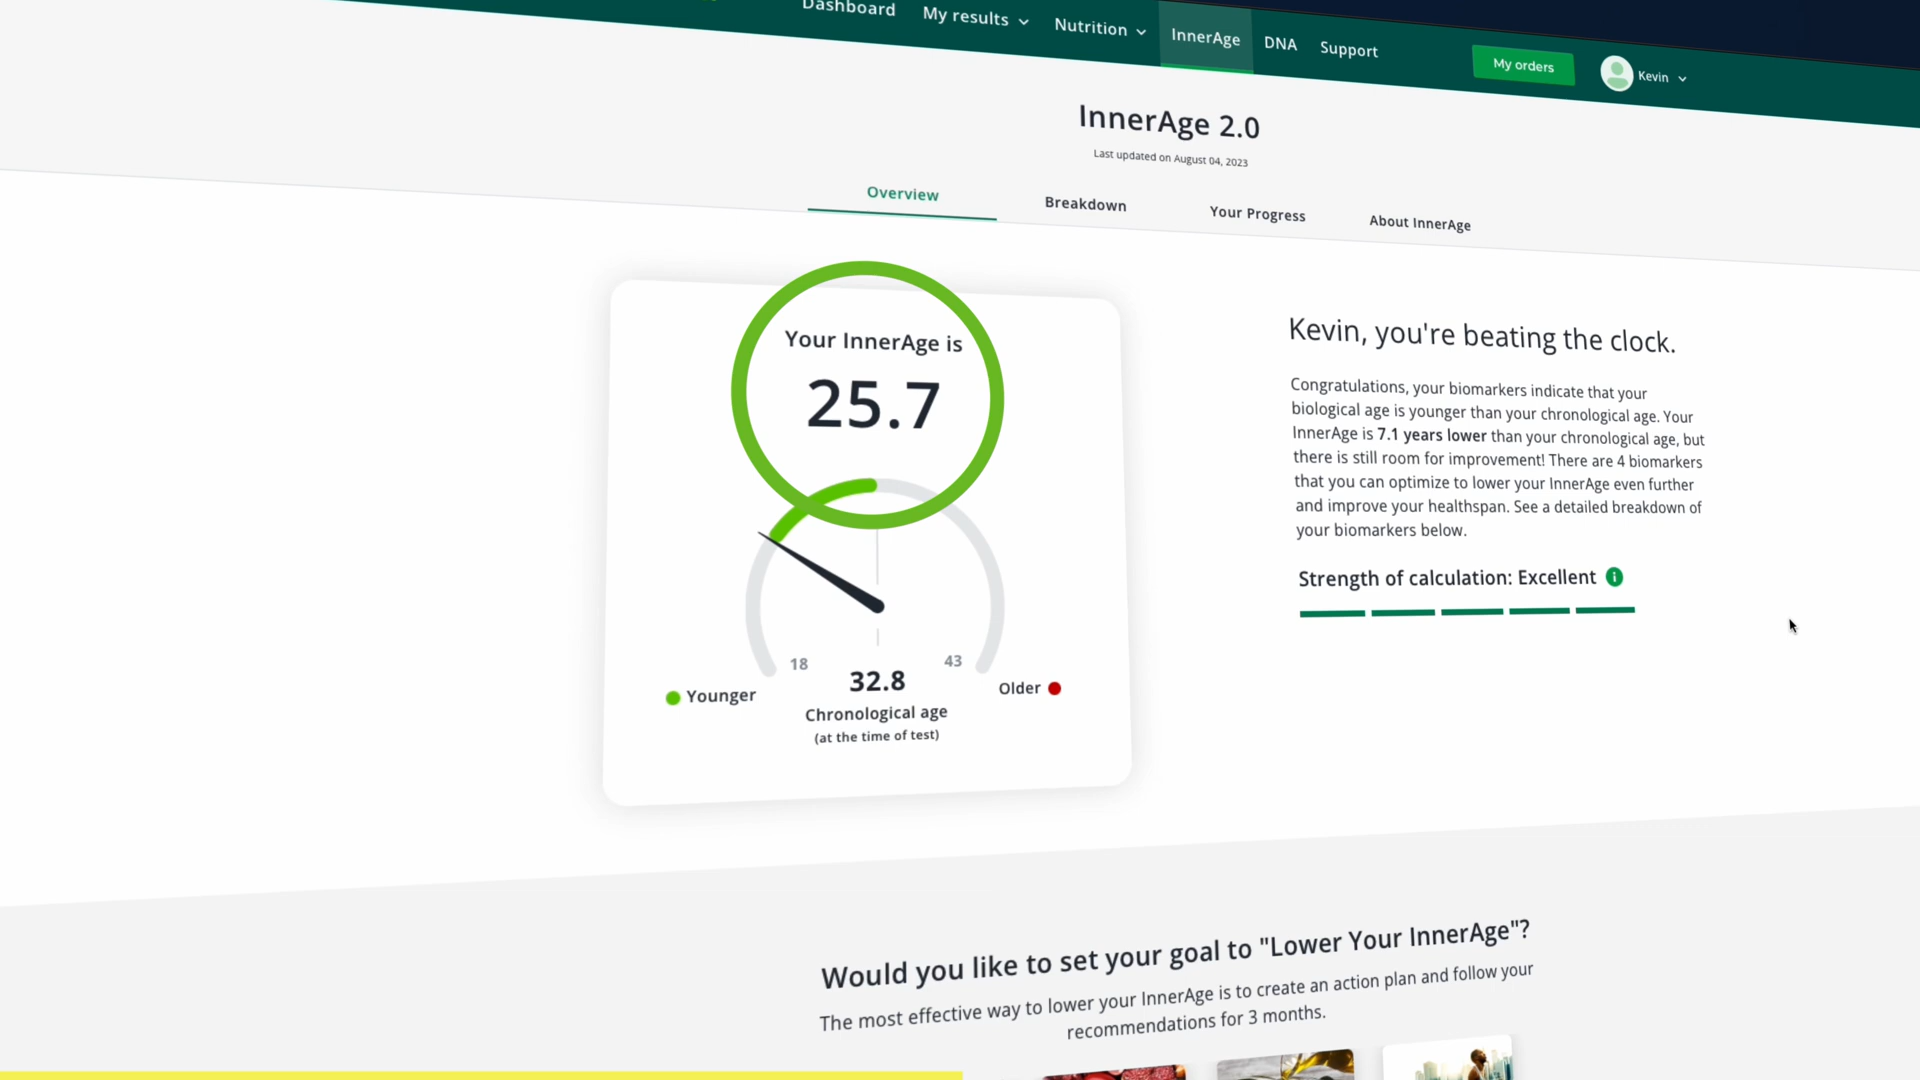 Dashboard
My results
Nutrition
InnerAge
DNA
Support
My orders
Kevin
InnerAge 2.0
Last updated on August 04, 2023
Overview
Breakdown
Your Progress
About InnerAge
Your InnerAge is
25.7
18
43
32.8
Younger
Older
Chronological age
(at the time of test)
Kevin, you're beating the clock.
Congratulations, your biomarkers indicate that your
biological age is younger than your chronological age. Your
InnerAge is 7.1 years lower than your chronological age, but
there is still room for improvement! There are 4 biomarkers
that you can optimize to lower your InnerAge even further
and improve your healthspan. See a detailed breakdown of
your biomarkers below.
Strength of calculation: Excellent
Would you like to set your goal to "Lower Your InnerAge"?
The most effective way to lower your InnerAge is to create an action plan and follow your
recommendations for 3 months.